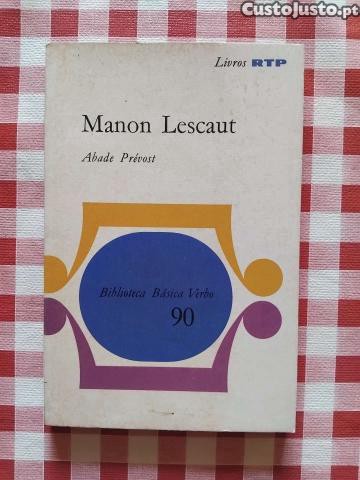 CustoJusto.pt
Livros RTP
Manon Lescaut
Abade Prévost
Biblioteca Básica Verbo
90